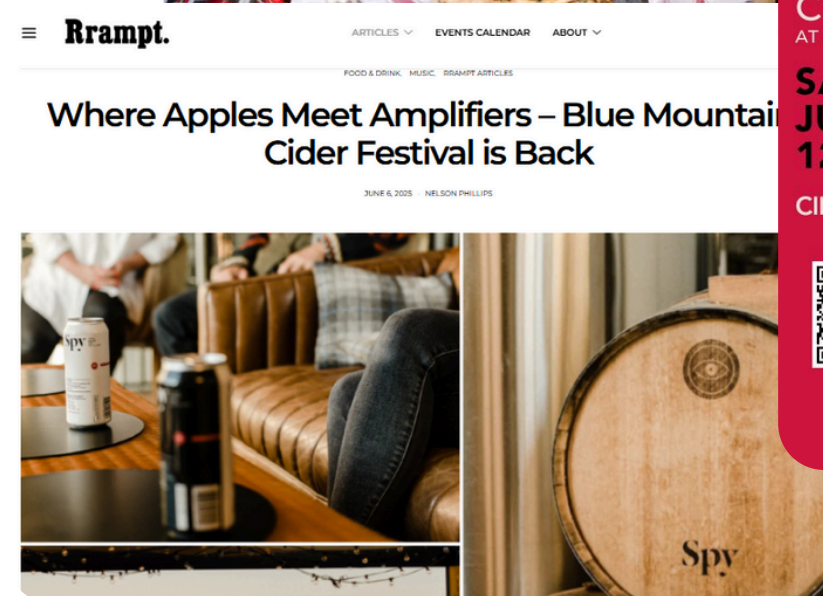 Rrampt.
ARTICLES
EVENTS CALENDAR
ABOUT
FOOD & DRINK, MUSIC, RRAMPT ARTICLES
Where Apples Meet Amplifiers – Blue Mountain
Cider Festival is Back
JUNE 6, 2025
NELSON PHILLIPS
C
AT
SA
JU
12
CI
Spy
Spy